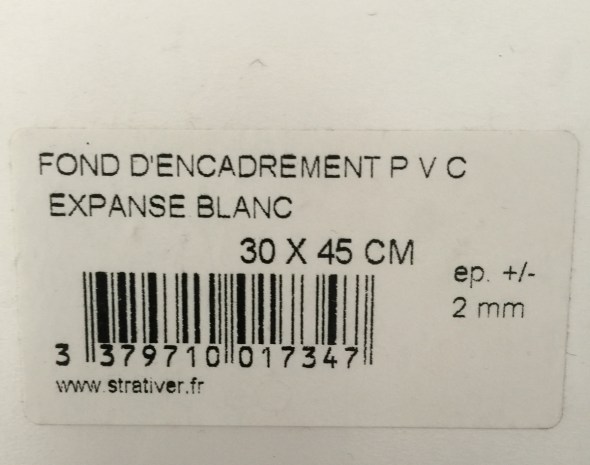 FOND D'ENCADREMENT P V C
EXPANSE BLANC
30 X 45 CM
ep. +/-
2 mm
3 379710 017347
www.strativer.fr